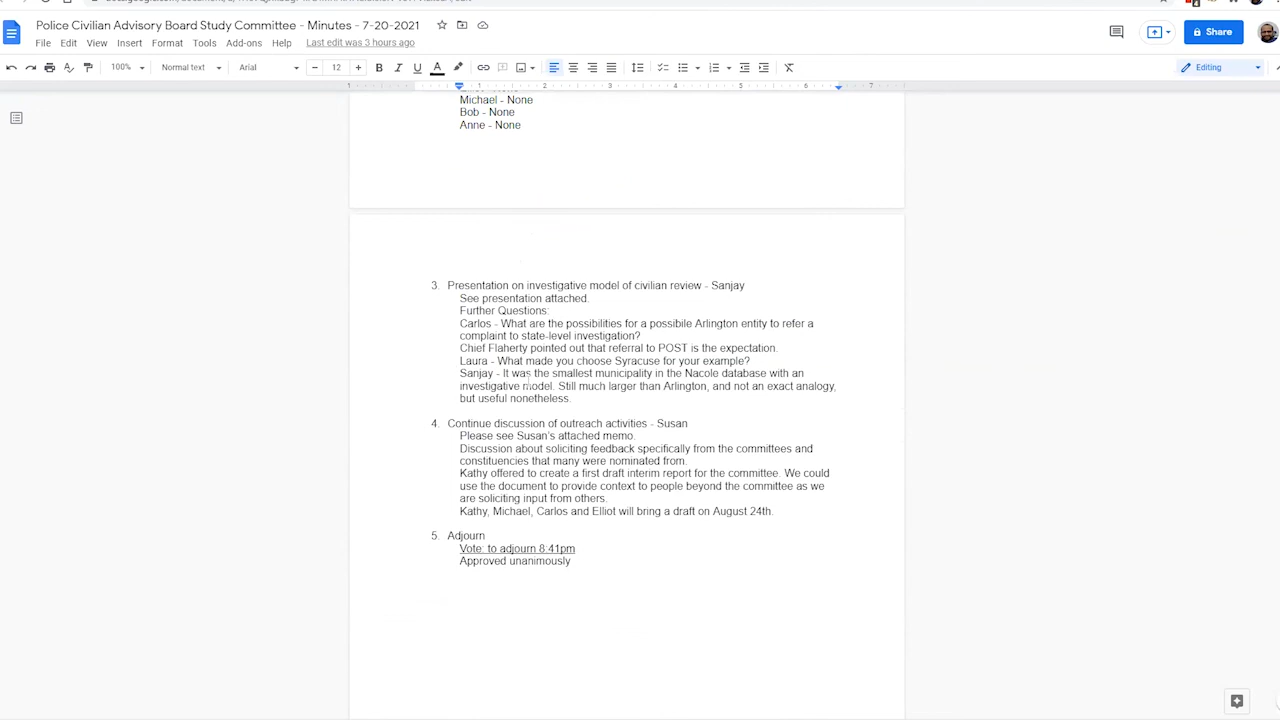 Police Civilian Advisory Board Study Committee - Minutes - 7-20-2021
File Edit View Insert Format Tools Add-ons Help Last edit was 3 hours ago
Share
100% Normal text Arial 12 B I U A Editing
1 1 2 3 4 5 6 7
Michael - None
Bob - None
Anne - None
3. Presentation on investigative model of civilian review - Sanjay
See presentation attached.
Further Questions:
Carlos - What are the possibilities for a possibile Arlington entity to refer a
complaint to state-level investigation?
Chief Flaherty pointed out that referral to POST is the expectation.
Laura - What made you choose Syracuse for your example?
Sanjay - It was the smallest municipality in the Nacole database with an
investigative model. Still much larger than Arlington, and not an exact analogy,
but useful nonetheless.
4. Continue discussion of outreach activities - Susan
Please see Susan's attached memo.
Discussion about soliciting feedback specifically from the committees and
constituencies that many were nominated from.
Kathy offered to create a first draft interim report for the committee. We could
use the document to provide context to people beyond the committee as we
are soliciting input from others.
Kathy, Michael, Carlos and Elliot will bring a draft on August 24th.
5. Adjourn
Vote: to adjourn 8:41pm
Approved unanimously